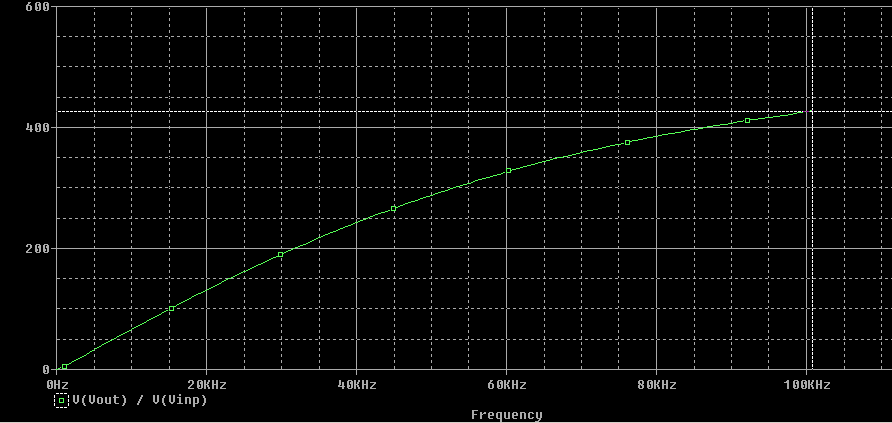 600
400
200
0
0Hz 20KHz 40KHz 60KHz 80KHz 100KHz
V(Vout) / V(Vinp)
Frequency